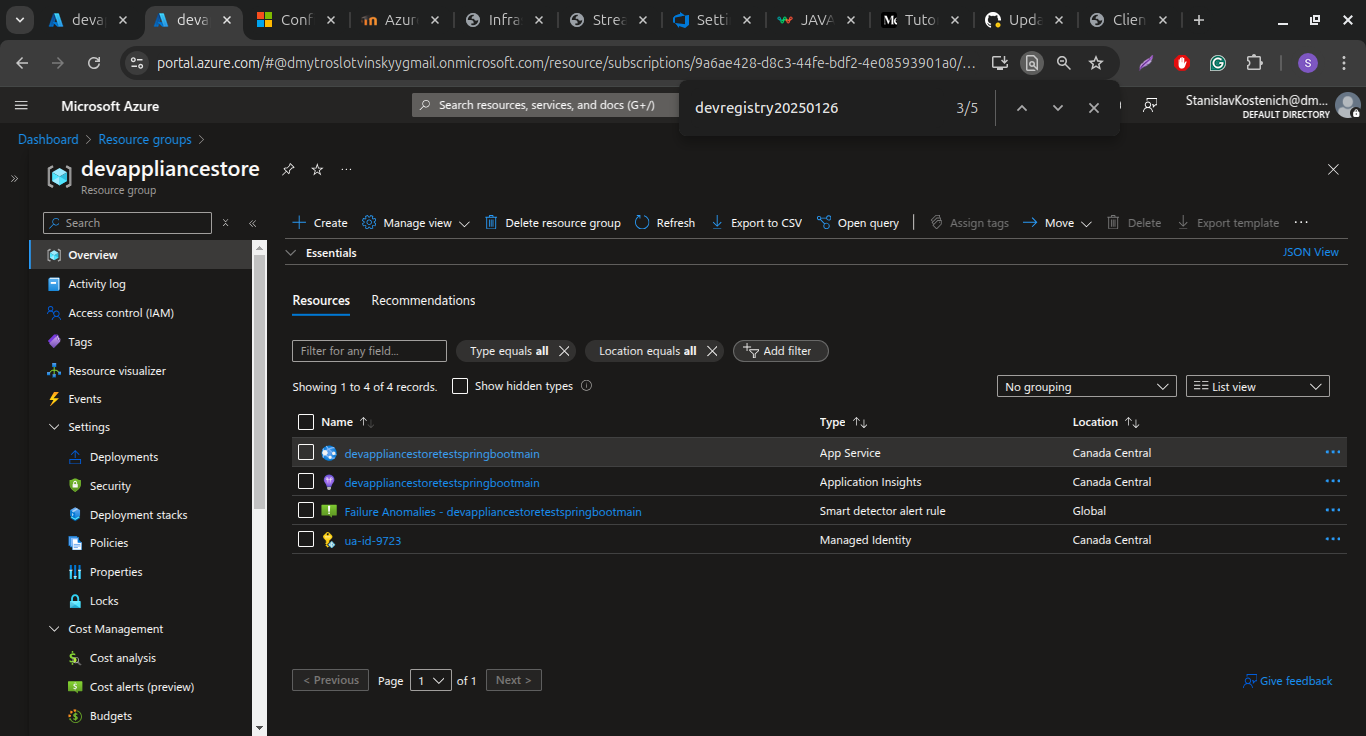 deva
deva
Conf
Azur
Infra
Strea
Setti
JAVA
Tuto
Upda
Clien
portal.azure.com/#@dmytroslotvinskyygmail.onmicrosoft.com/resource/subscriptions/9a6ae428-d8c3-44fe-bdf2-4e08593901a0/...
S
Microsoft Azure
Search resources, services, and docs (G+/)
devregistry20250126
3/5
StanislavKostenich@dm...
DEFAULT DIRECTORY
Dashboard > Resource groups >
devappliancestore
Resource group
Search
Create
Manage view
Delete resource group
Refresh
Export to CSV
Open query
Assign tags
Move
Delete
Export template
Overview
Activity log
Access control (IAM)
Tags
Resource visualizer
Events
Settings
Deployments
Security
Deployment stacks
Policies
Properties
Locks
Cost Management
Cost analysis
Cost alerts (preview)
Budgets
Essentials
JSON View
Resources
Recommendations
Filter for any field...
Type equals all
Location equals all
Add filter
Showing 1 to 4 of 4 records.
Show hidden types
No grouping
List view
Name Type Location
devappliancestoretestspringbootmain App Service Canada Central
devappliancestoretestspringbootmain Application Insights Canada Central
Failure Anomalies - devappliancestoretestspringbootmain Smart detector alert rule Global
ua-id-9723 Managed Identity Canada Central
< Previous
Page 1 of 1
Next >
Give feedback